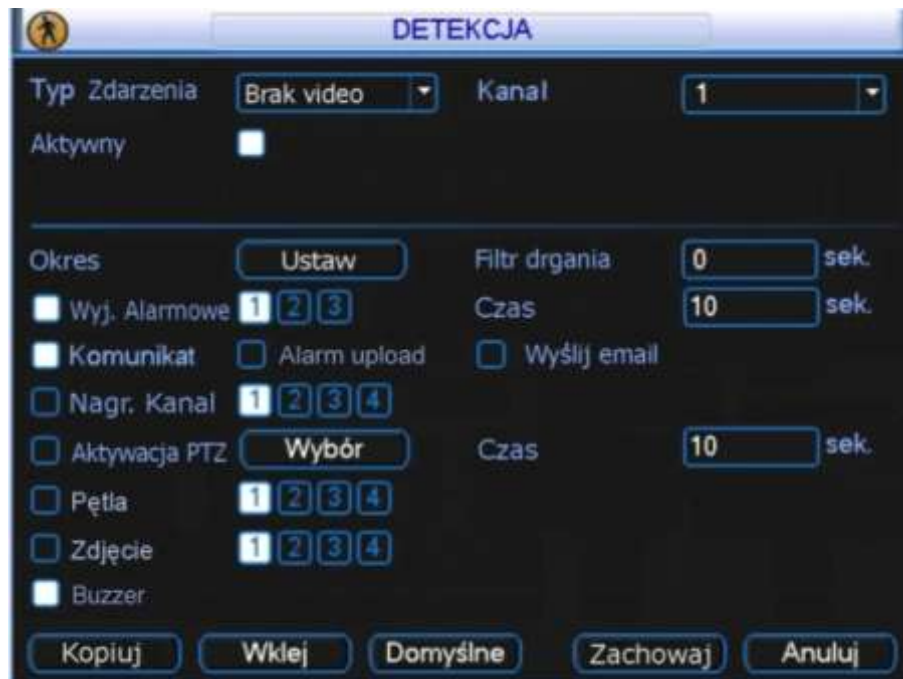 DETEKCJA
Typ Zdarzenia Brak video Kanal 1
Aktywny
Okres Ustaw Filtr drgania 0 sek.
Wyj. Alarmowe 1 2 3 Czas 10 sek.
Komunikat Alarm upload Wyślij email
Nagr. Kanal 1 2 3 4
Aktywacja PTZ Wybór Czas 10 sek.
Pętla 1 2 3 4
Zdjęcie 1 2 3 4
Buzzer
Kopiuj Wklej Domyślne Zachowaj Anuluj